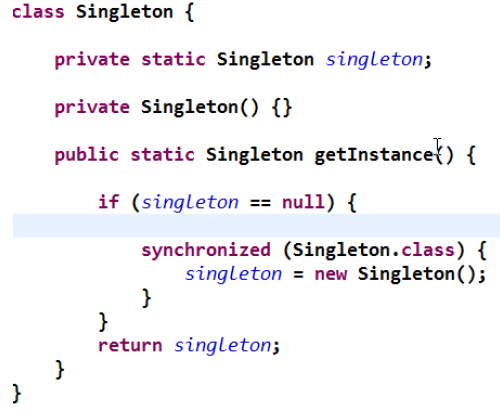 class Singleton {
private static Singleton singleton;
private Singleton() {}
public static Singleton getInstance() {
if (singleton == null) {
synchronized (Singleton.class) {
singleton = new Singleton();
}
}
return singleton;
}
}